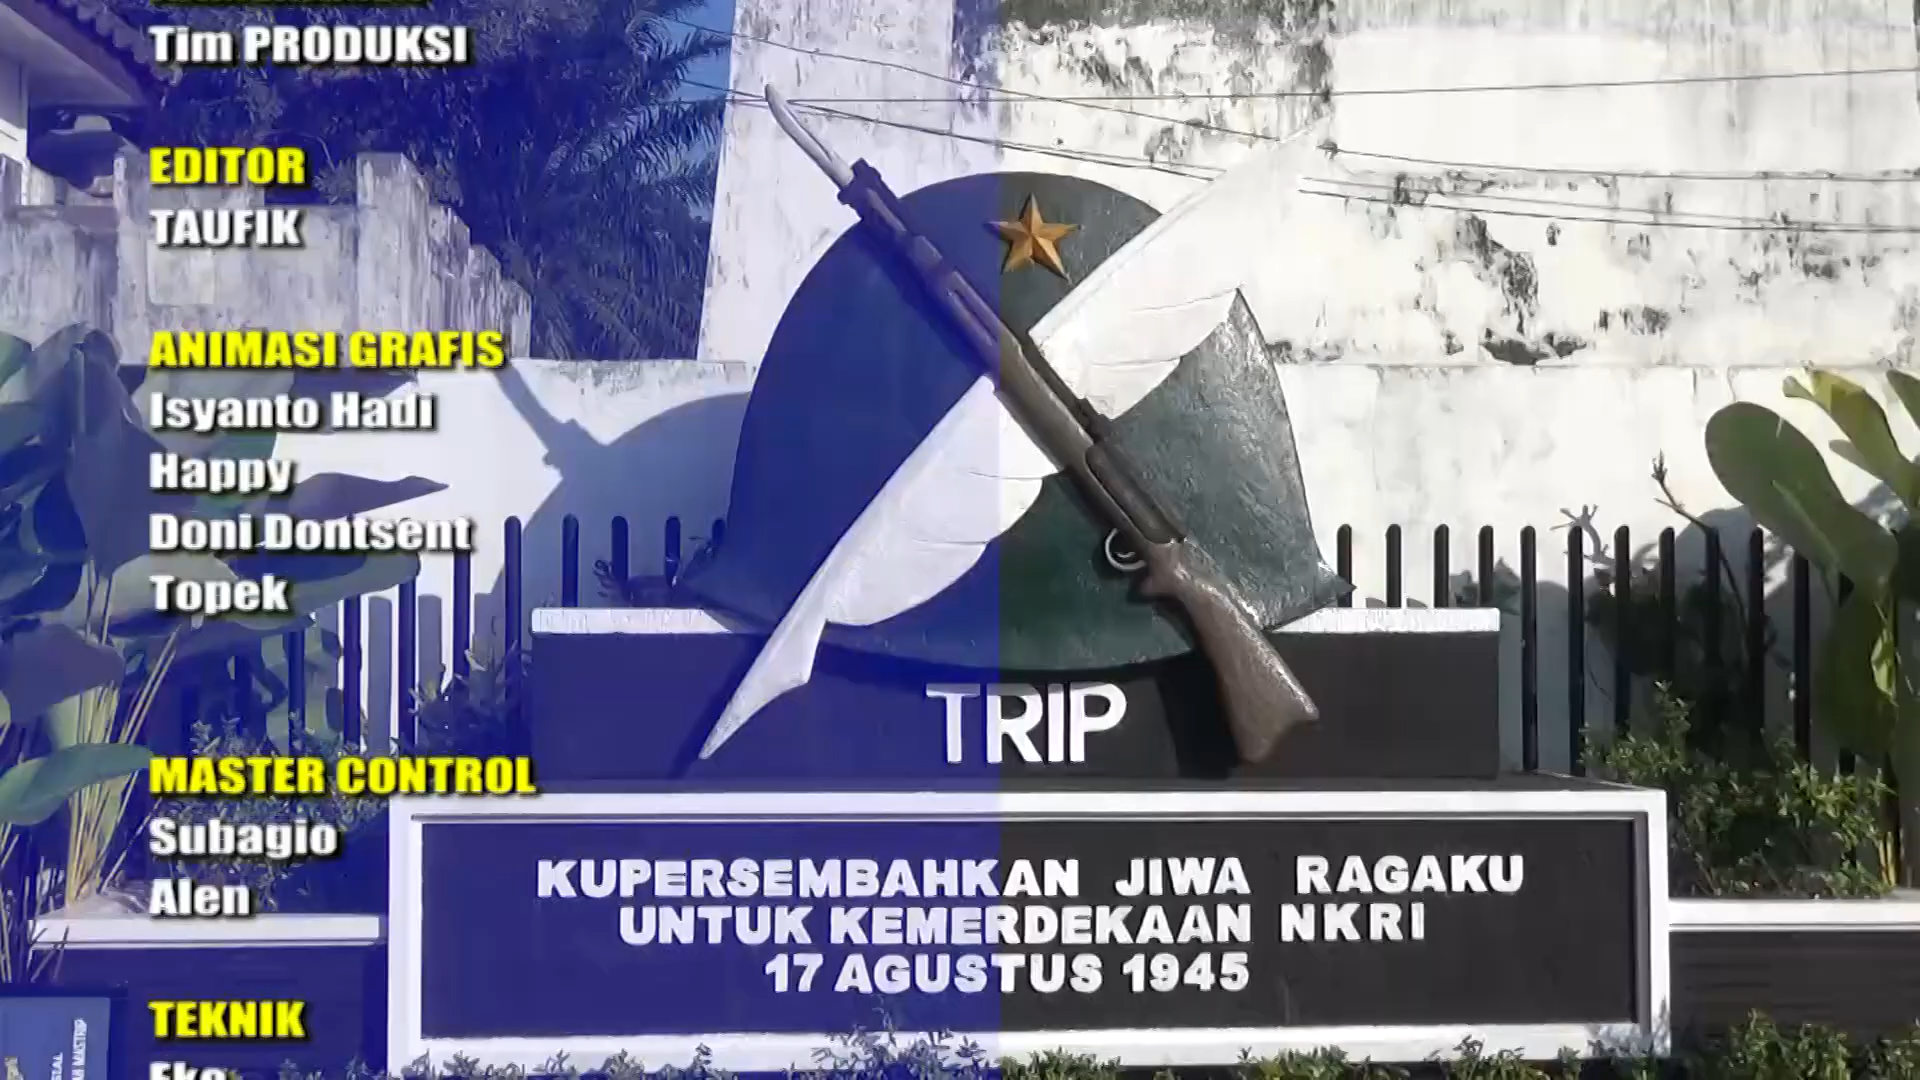 Tim PRODUKSI
EDITOR
TAUFIK
ANIMASI GRAFIS
Isyanto Hadi
Happy
Doni Dontsent
Topek
MASTER CONTROL
Subagio
Alen
TEKNIK
Eko
TRIP
KUPERSEMBAHKAN JIWA RAGAKU
UNTUK KEMERDEKAAN NKRI
17 AGUSTUS 1945